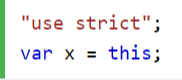 "use strict";
var x = this;